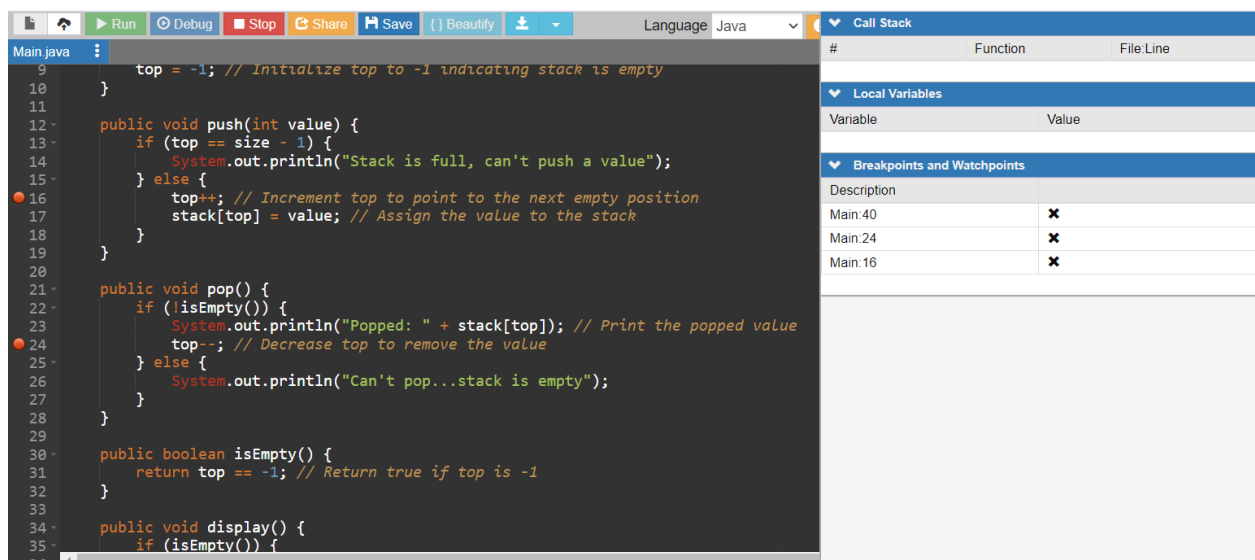 Run Debug Stop Share Save { } Beautify Language Java
Main.java
9 top = -1; // Initialize top to -1 indicating stack is empty
10 }
11
12 public void push(int value) {
13 if (top == size - 1) {
14 System.out.println("Stack is full, can't push a value");
15 } else {
16 top++; // Increment top to point to the next empty position
17 stack[top] = value; // Assign the value to the stack
18 }
19 }
20
21 public void pop() {
22 if (!isEmpty()) {
23 System.out.println("Popped: " + stack[top]); // Print the popped value
24 top--; // Decrease top to remove the value
25 } else {
26 System.out.println("Can't pop...stack is empty");
27 }
28 }
29
30 public boolean isEmpty() {
31 return top == -1; // Return true if top is -1
32 }
33
34 public void display() {
35 if (isEmpty()) {
Call Stack
# Function File:Line
Local Variables
Variable Value
Breakpoints and Watchpoints
Description
Main:40
Main:24
Main:16